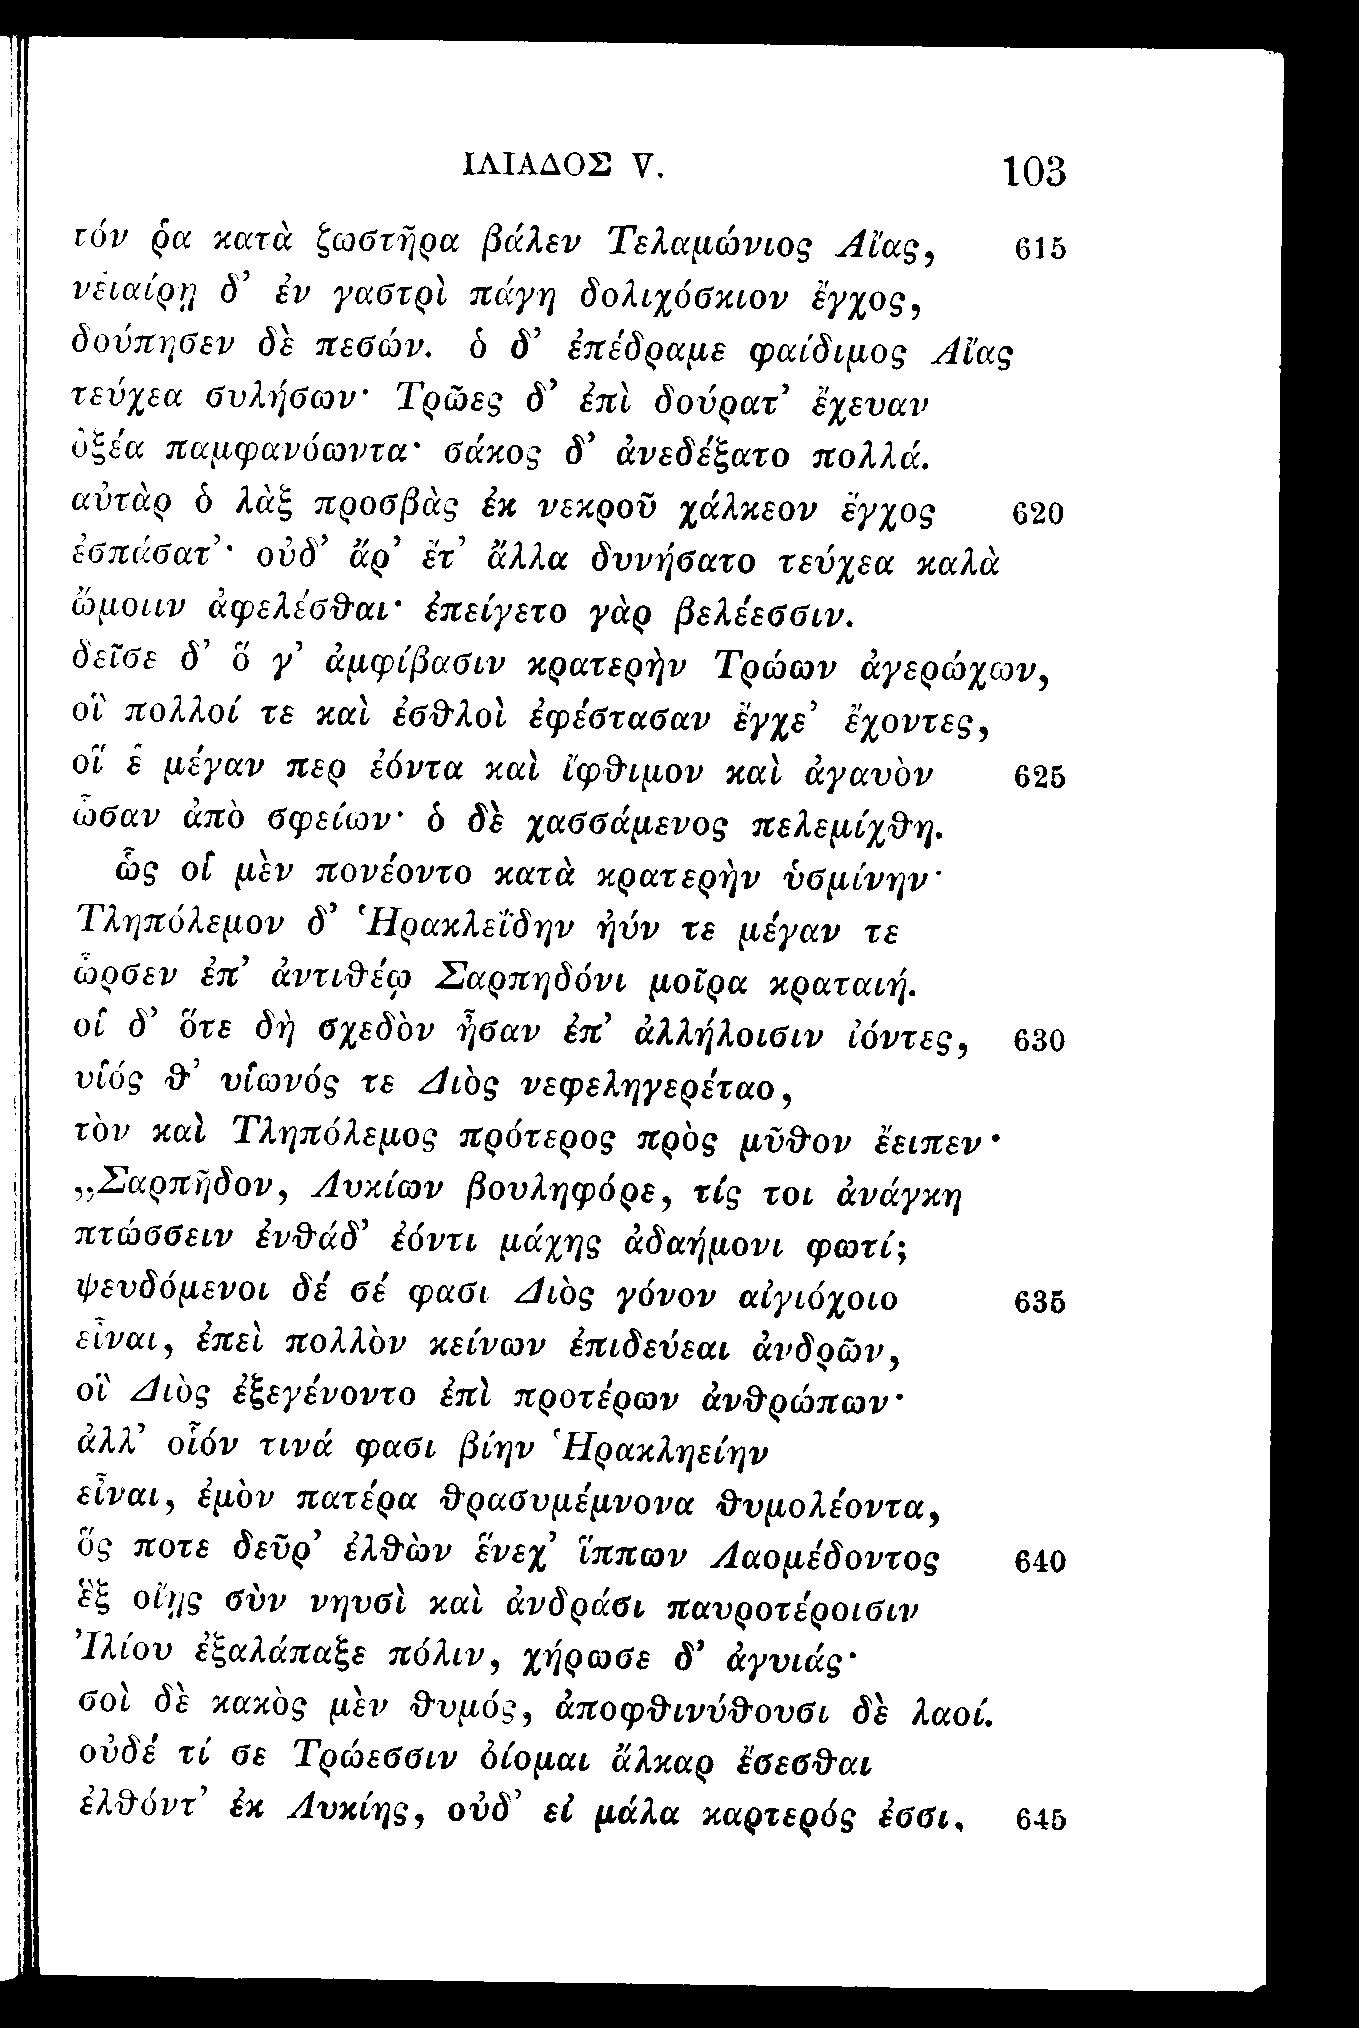 ΙΛΙΑΔΟΣ V. 103
τόν ῥα κατὰ ζωστῆρα βάλεν Τελαμώνιος Αἴας, 615
νειαίρῃ δ’ ἐν γαστρὶ πάγη δολιχόσκιον ἔγχος,
δούπησεν δὲ πεσών. ὁ δ’ ἐπέδραμε φαίδιμος Αἴας
τεύχεα συλήσων· Τρῶες δ’ ἐπὶ δούρατ’ ἔχευαν
ὀξέα παμφανόωντα· σάκος δ’ ἀνεδέξατο πολλά.
αὐτὰρ ὁ λὰξ προσβὰς ἐκ νεκροῦ χάλκεον ἔγχος 620
ἐσπάσατ’· οὐδ’ ἄρ’ ἔτ’ ἄλλα δυνήσατο τεύχεα καλὰ
ὤμοιιν ἀφελέσθαι· ἐπείγετο γὰρ βελέεσσιν.
δεῖσε δ’ ὅ γ’ ἀμφίβασιν κρατερὴν Τρώων ἀγερώχων,
οἳ πολλοί τε καὶ ἐσθλοὶ ἐφέστασαν ἔγχε’ ἔχοντες,
οἵ ἑ μέγαν περ ἐόντα καὶ ἴφθιμον καὶ ἀγαυὸν 625
ὦσαν ἀπὸ σφείων· ὁ δὲ χασσάμενος πελεμίχθη.
ὣς οἱ μὲν πονέοντο κατὰ κρατερὴν ὑσμίνην·
Τληπόλεμον δ’ Ἡρακλεΐδην ἠύν τε μέγαν τε
ὦρσεν ἐπ’ ἀντιθέῳ Σαρπηδόνι μοῖρα κραταιή.
οἱ δ’ ὅτε δὴ σχεδὸν ἦσαν ἐπ’ ἀλλήλοισιν ἰόντες, 630
υἱός θ’ υἱωνός τε Διὸς νεφεληγερέταο,
τὸν καὶ Τληπόλεμος πρότερος πρὸς μῦθον ἔειπεν·
„Σαρπῆδον, Λυκίων βουληφόρε, τίς τοι ἀνάγκη
πτώσσειν ἐνθάδ’ ἐόντι μάχης ἀδαήμονι φωτί;
ψευδόμενοι δέ σέ φασι Διὸς γόνον αἰγιόχοιο 635
εἶναι, ἐπεὶ πολλὸν κείνων ἐπιδεύεαι ἀνδρῶν,
οἳ Διὸς ἐξεγένοντο ἐπὶ προτέρων ἀνθρώπων·
ἀλλ’ οἷόν τινά φασι βίην Ἡρακληείην
εἶναι, ἐμὸν πατέρα θρασυμέμνονα θυμολέοντα,
ὅς ποτε δεῦρ’ ἐλθὼν ἕνεχ’ ἵππων Λαομέδοντος 640
ἓξ οἴῃς σὺν νηυσὶ καὶ ἀνδράσι παυροτέροισιν
Ἰλίου ἐξαλάπαξε πόλιν, χήρωσε δ’ ἀγυιάς·
σοὶ δὲ κακὸς μὲν θυμός, ἀποφθινύθουσι δὲ λαοί.
οὐδέ τί σε Τρώεσσιν ὀίομαι ἄλκαρ ἔσεσθαι
ἐλθόντ’ ἐκ Λυκίης, οὐδ’ εἰ μάλα καρτερός ἐσσι, 645